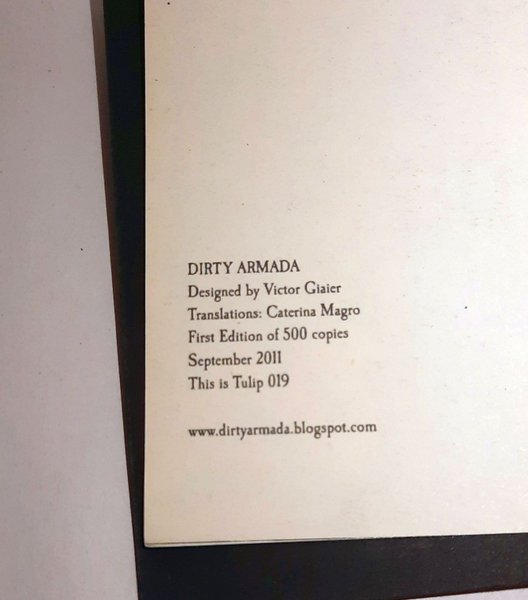 DIRTY ARMADA
Designed by Victor Giaier
Translations: Caterina Magro
First Edition of 500 copies
September 2011
This is Tulip 019
www.dirtyarmada.blogspot.com